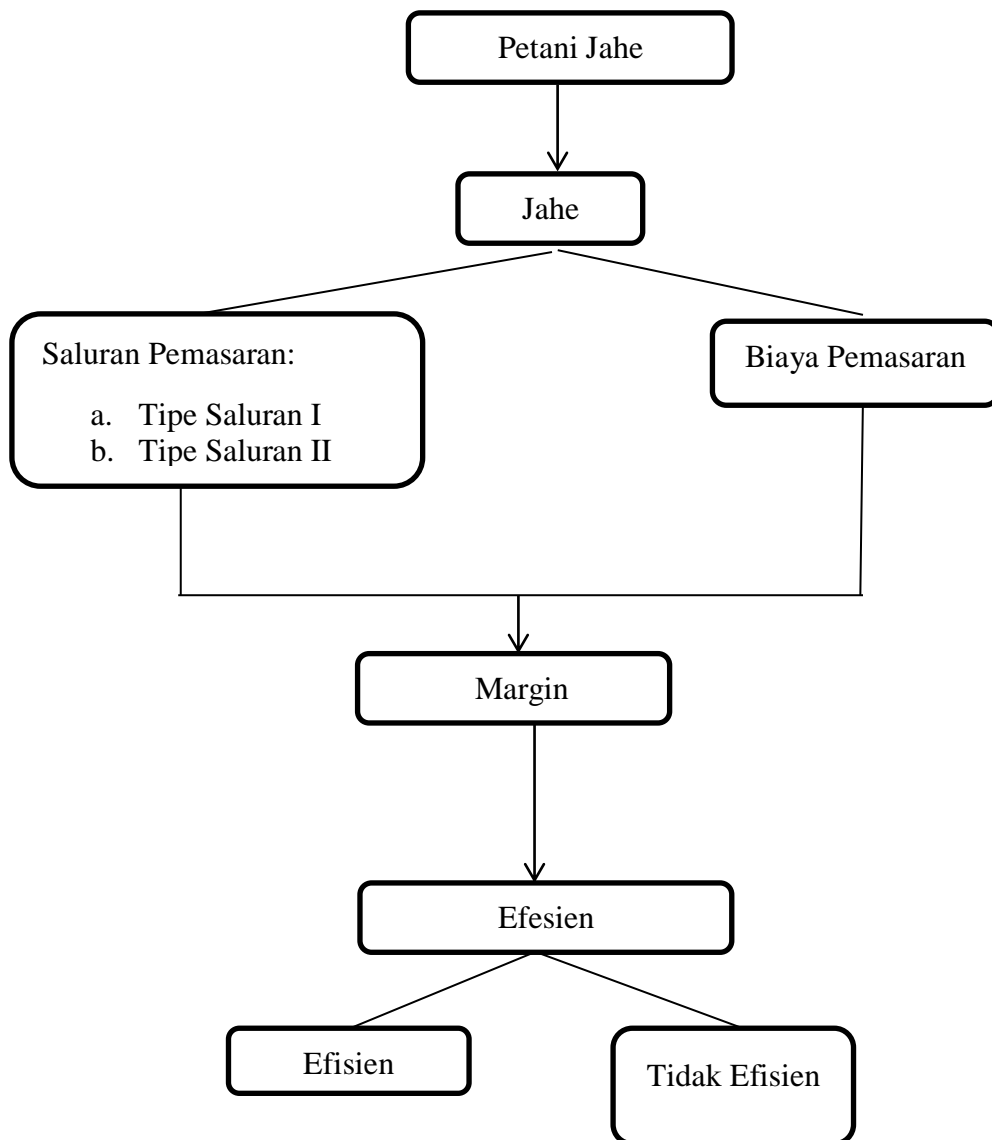 Petani Jahe
Jahe
Saluran Pemasaran:
a. Tipe Saluran I
b. Tipe Saluran II
Biaya Pemasaran
Margin
Efesien
Efisien
Tidak Efisien